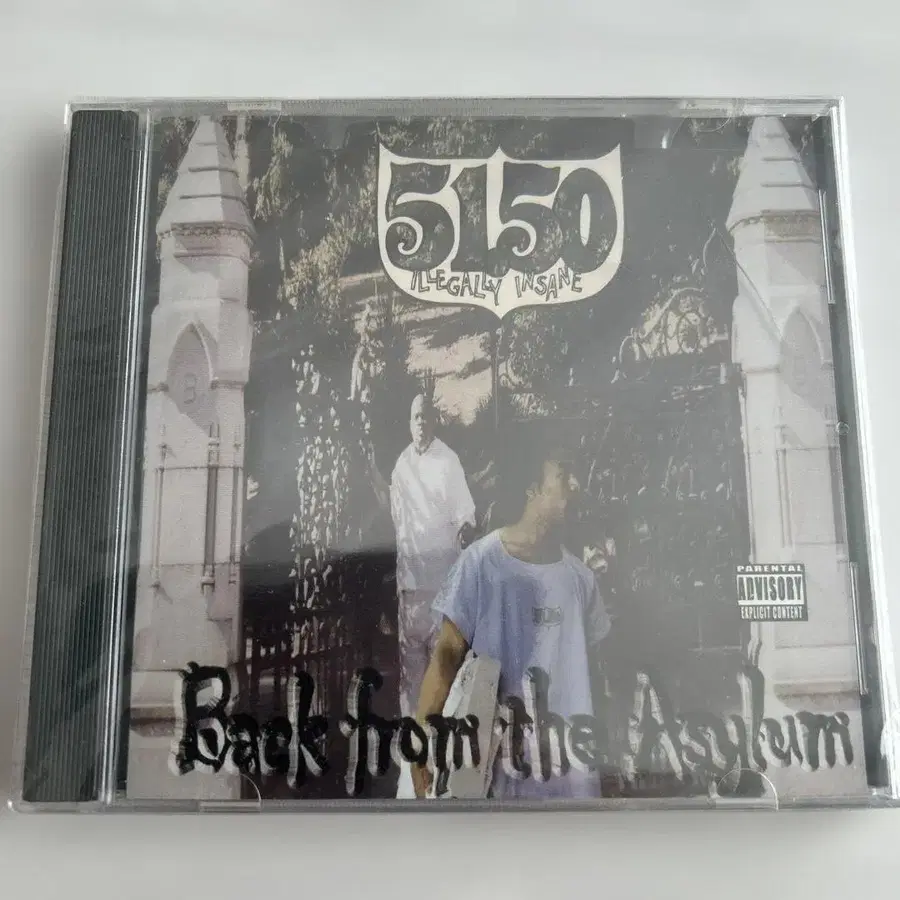 5150
ILLEGALLY INSANE
B
PARENTAL
ADVISORY
EXPLICIT CONTENT
Back from the Asylum